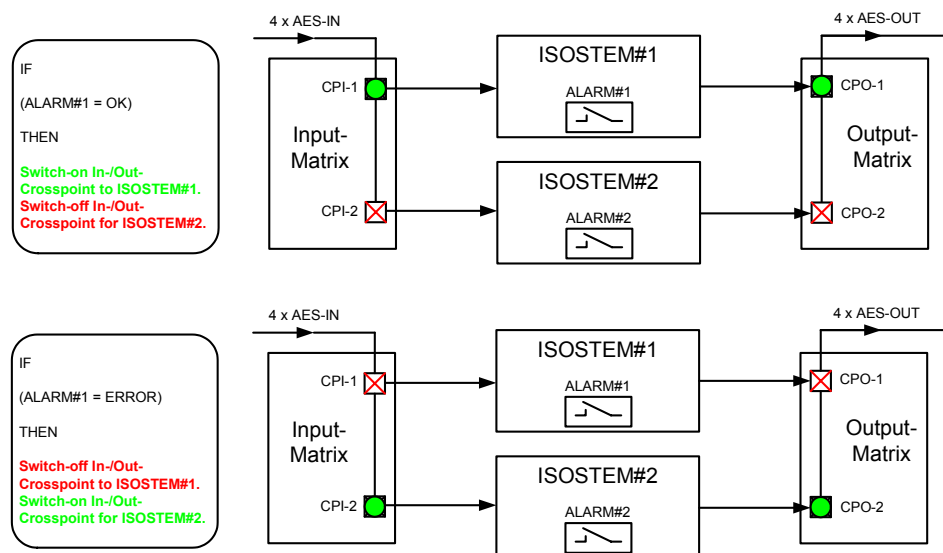 4 x AES-IN
4 x AES-OUT
IF
(ALARM#1 = OK)
THEN
Switch-on In-/Out-
Crosspoint to ISOSTEM#1.
Switch-off In-/Out-
Crosspoint for ISOSTEM#2.
CPI-1
Input-
Matrix
CPI-2
ISOSTEM#1
ALARM#1
ISOSTEM#2
ALARM#2
CPO-1
Output-
Matrix
CPO-2
4 x AES-IN
4 x AES-OUT
IF
(ALARM#1 = ERROR)
THEN
Switch-off In-/Out-
Crosspoint to ISOSTEM#1.
Switch-on In-/Out-
Crosspoint for ISOSTEM#2.
CPI-1
Input-
Matrix
CPI-2
ISOSTEM#1
ALARM#1
ISOSTEM#2
ALARM#2
CPO-1
Output-
Matrix
CPO-2